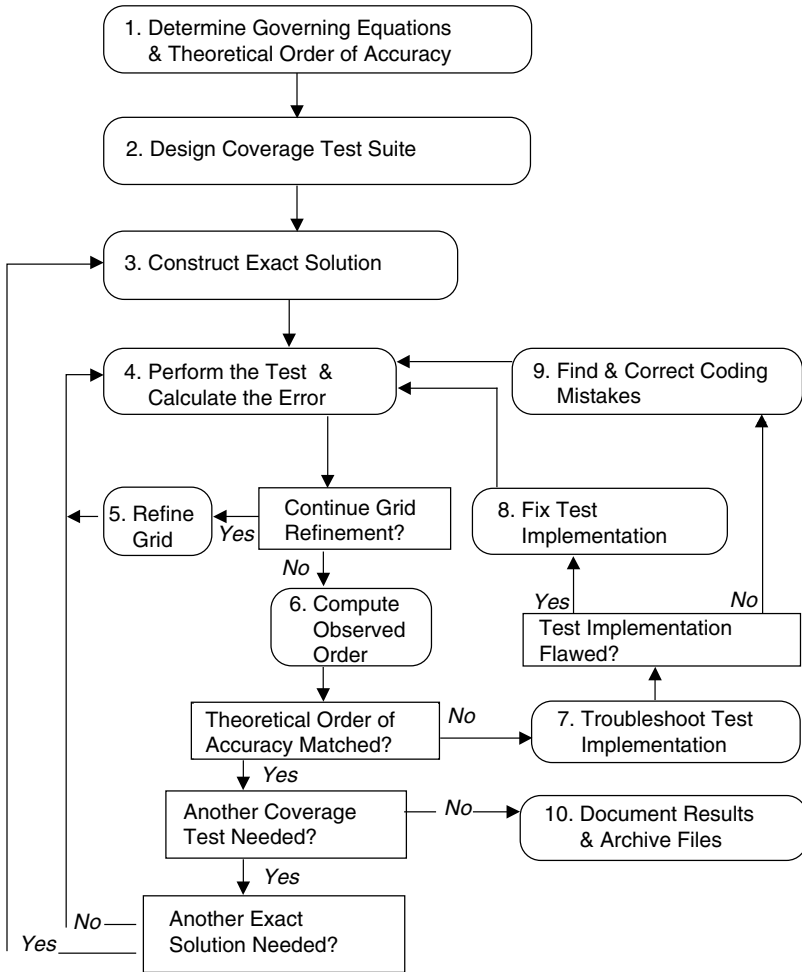 1. Determine Governing Equations
& Theoretical Order of Accuracy
2. Design Coverage Test Suite
3. Construct Exact Solution
4. Perform the Test &
Calculate the Error
9. Find & Correct Coding
Mistakes
5. Refine
Grid
Yes
Continue Grid
Refinement?
8. Fix Test
Implementation
No
6. Compute
Observed
Order
Yes
No
Test Implementation
Flawed?
Theoretical Order of
Accuracy Matched?
No
7. Troubleshoot Test
Implementation
Yes
Another Coverage
Test Needed?
No
10. Document Results
& Archive Files
Yes
No
Yes
Another Exact
Solution Needed?